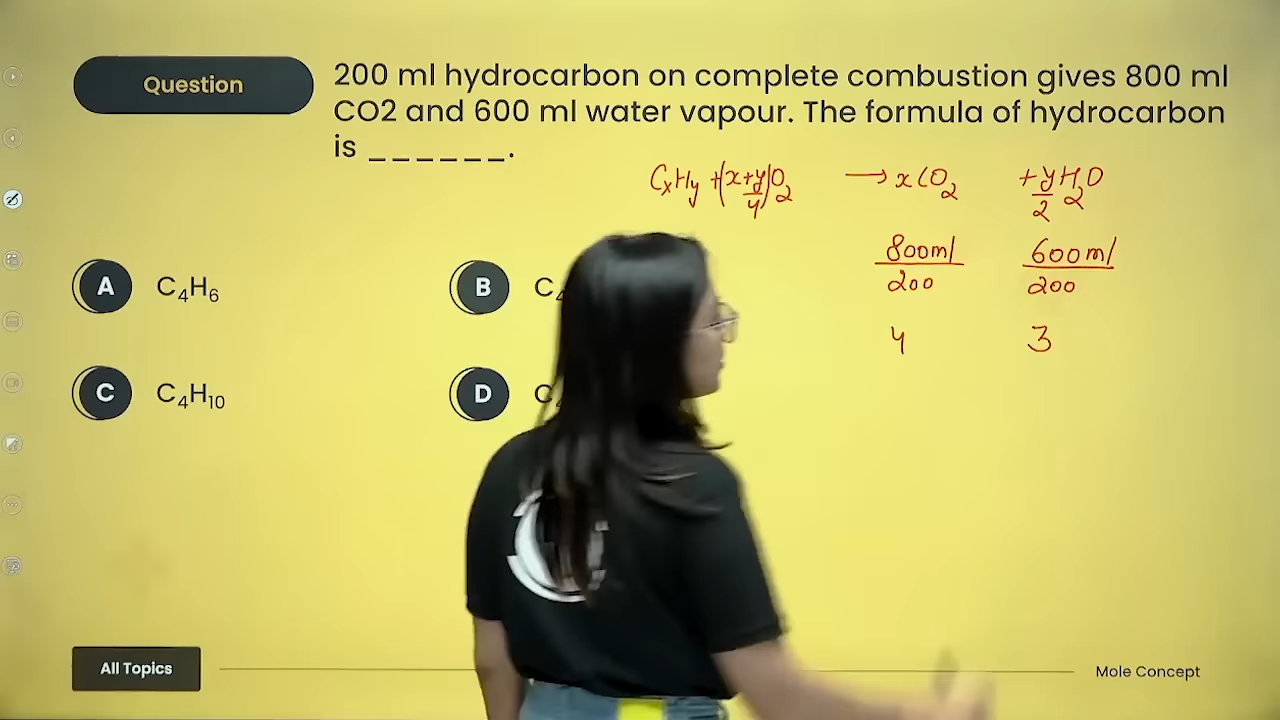 Question
200 ml hydrocarbon on complete combustion gives 800 ml
CO2 and 600 ml water vapour. The formula of hydrocarbon
is ______.
CxHy + (x+y/4)O2 → xCO2 + y/2 H2O
800ml/200 600ml/200
4 3
A C₄H₆
B C
C C₄H₁₀
D C
All Topics
Mole Concept